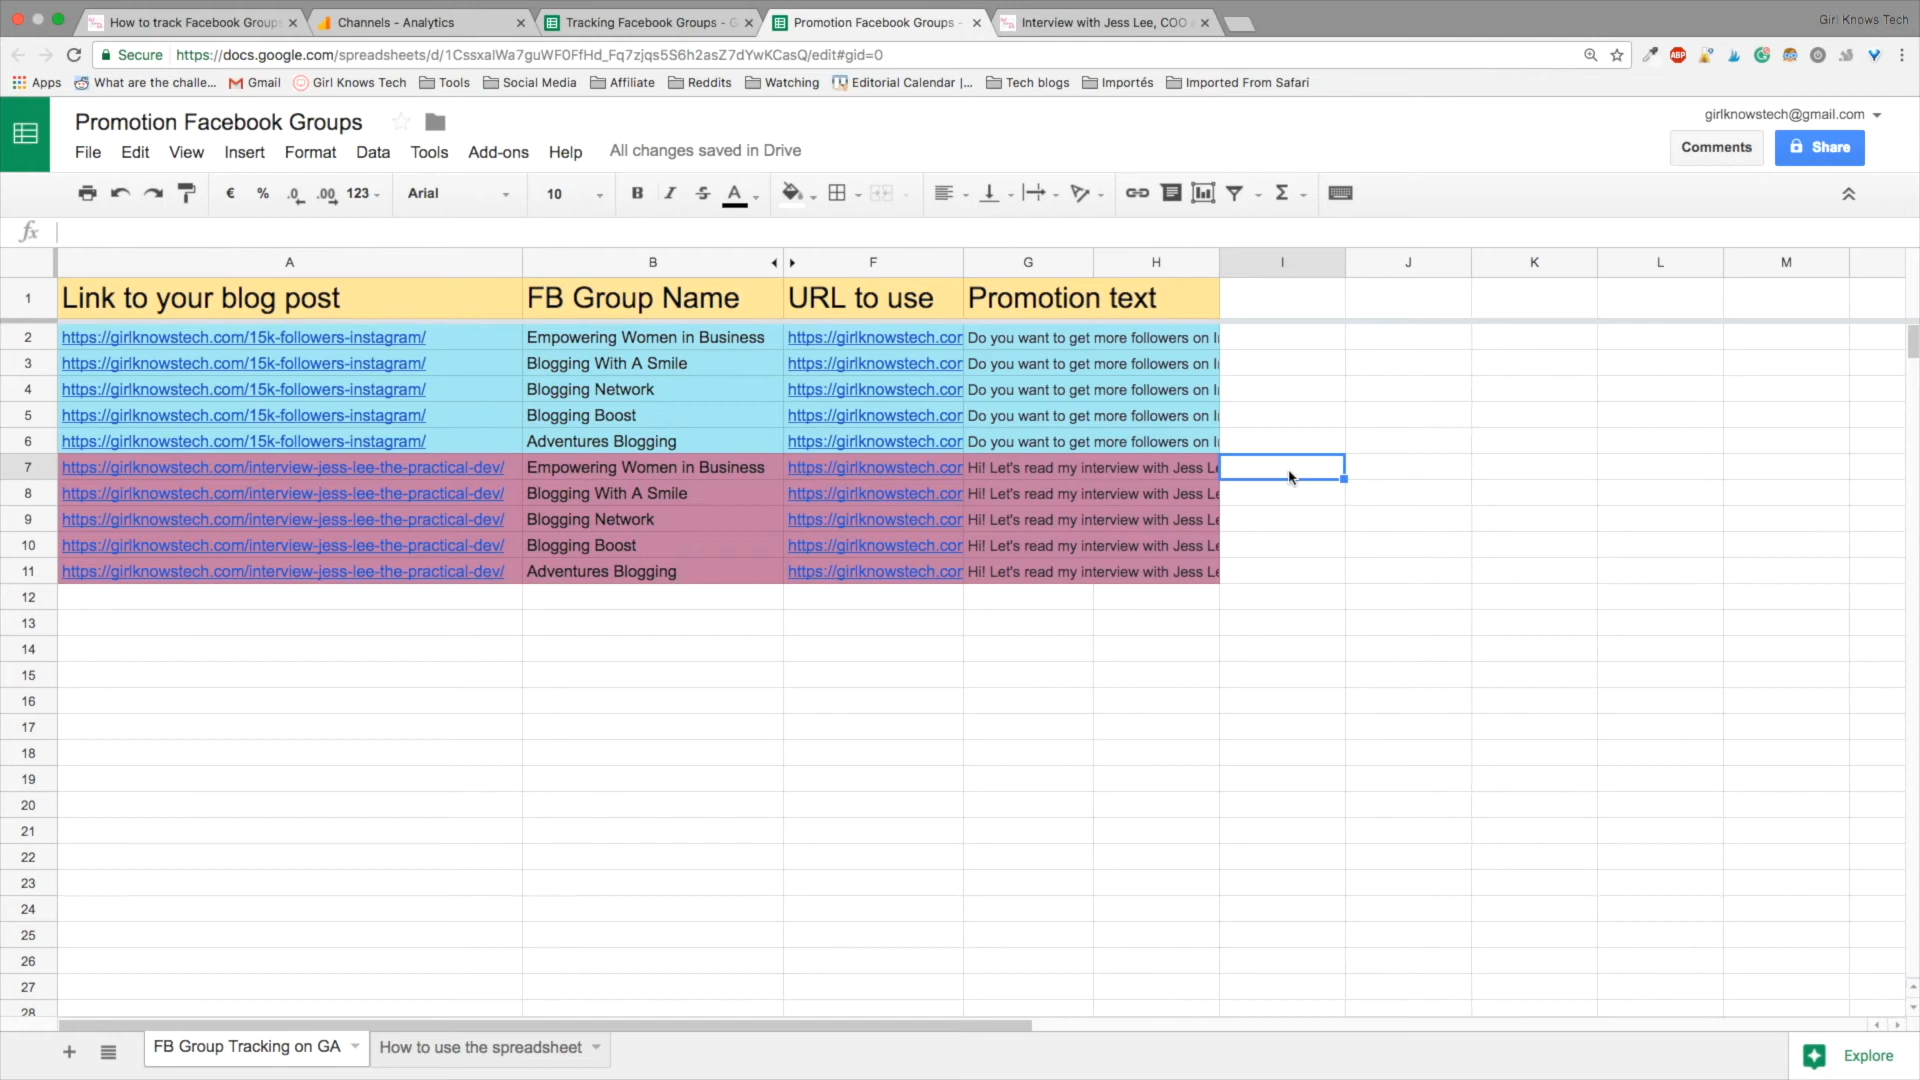 How to track Facebook Groups
Channels - Analytics
Tracking Facebook Groups - G
Promotion Facebook Groups -
Interview with Jess Lee, COO
Girl Knows Tech
Secure
https://docs.google.com/spreadsheets/d/1CssxalWa7guWF0FfHd_Fq7zjqs5S6h2asZ7dYwKCasQ/edit#gid=0
ABP
Apps
What are the challe...
Gmail
Girl Knows Tech
Tools
Social Media
Affiliate
Reddits
Watching
Editorial Calendar |...
Tech blogs
Importés
Imported From Safari
Promotion Facebook Groups
girlknowstech@gmail.com
File Edit View Insert Format Data Tools Add-ons Help
All changes saved in Drive
Comments
Share
€ % .0 .00 123
Arial
10
B I S A
Σ
fx
A B F G H I J K L M
1 Link to your blog post FB Group Name URL to use Promotion text
2 https://girlknowstech.com/15k-followers-instagram/ Empowering Women in Business https://girlknowstech.com Do you want to get more followers on I
3 https://girlknowstech.com/15k-followers-instagram/ Blogging With A Smile https://girlknowstech.com Do you want to get more followers on I
4 https://girlknowstech.com/15k-followers-instagram/ Blogging Network https://girlknowstech.com Do you want to get more followers on I
5 https://girlknowstech.com/15k-followers-instagram/ Blogging Boost https://girlknowstech.com Do you want to get more followers on I
6 https://girlknowstech.com/15k-followers-instagram/ Adventures Blogging https://girlknowstech.com Do you want to get more followers on I
7 https://girlknowstech.com/interview-jess-lee-the-practical-dev/ Empowering Women in Business https://girlknowstech.com Hi! Let's read my interview with Jess Le
8 https://girlknowstech.com/interview-jess-lee-the-practical-dev/ Blogging With A Smile https://girlknowstech.com Hi! Let's read my interview with Jess Le
9 https://girlknowstech.com/interview-jess-lee-the-practical-dev/ Blogging Network https://girlknowstech.com Hi! Let's read my interview with Jess Le
10 https://girlknowstech.com/interview-jess-lee-the-practical-dev/ Blogging Boost https://girlknowstech.com Hi! Let's read my interview with Jess Le
11 https://girlknowstech.com/interview-jess-lee-the-practical-dev/ Adventures Blogging https://girlknowstech.com Hi! Let's read my interview with Jess Le
12
13
14
15
16
17
18
19
20
21
22
23
24
25
26
27
28
FB Group Tracking on GA
How to use the spreadsheet
Explore